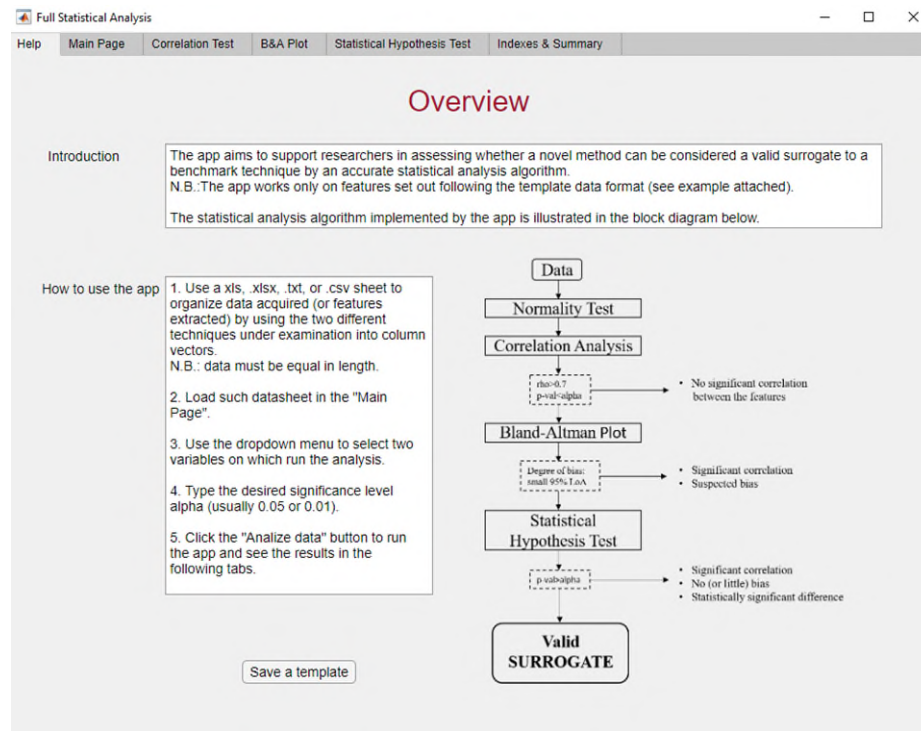 Full Statistical Analysis
Help Main Page Correlation Test B&A Plot Statistical Hypothesis Test Indexes & Summary
Overview
Introduction
The app aims to support researchers in assessing whether a novel method can be considered a valid surrogate to a
benchmark technique by an accurate statistical analysis algorithm.
N.B.:The app works only on features set out following the template data format (see example attached).
The statistical analysis algorithm implemented by the app is illustrated in the block diagram below.
How to use the app
1. Use a xls, .xlsx, .txt, or .csv sheet to
organize data acquired (or features
extracted) by using the two different
techniques under examination into column
vectors.
N.B.: data must be equal in length.
2. Load such datasheet in the "Main
Page".
3. Use the dropdown menu to select two
variables on which run the analysis.
4. Type the desired significance level
alpha (usually 0.05 or 0.01).
5. Click the "Analize data" button to run
the app and see the results in the
following tabs.
Save a template
Data
Normality Test
Correlation Analysis
rho>0.7
p-val<alpha
• No significant correlation
between the features
Bland-Altman Plot
Degree of bias:
small 95% LoA
• Significant correlation
• Suspected bias
Statistical
Hypothesis Test
p-val>alpha
• Significant correlation
• No (or little) bias
• Statistically significant difference
Valid
SURROGATE